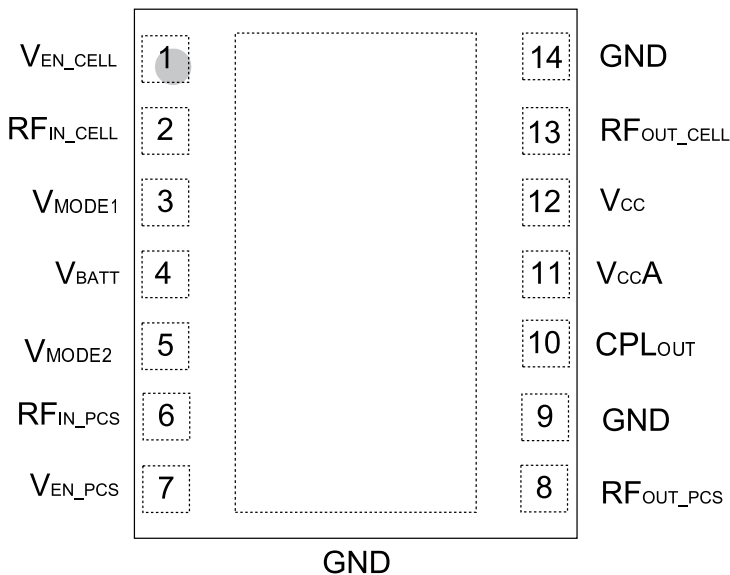 VEN_CELL 1 14 GND
RFIN_CELL 2 13 RFOUT_CELL
VMODE1 3 12 VCC
VBATT 4 11 VCCA
VMODE2 5 10 CPLOUT
RFIN_PCS 6 9 GND
VEN_PCS 7 8 RFOUT_PCS
GND